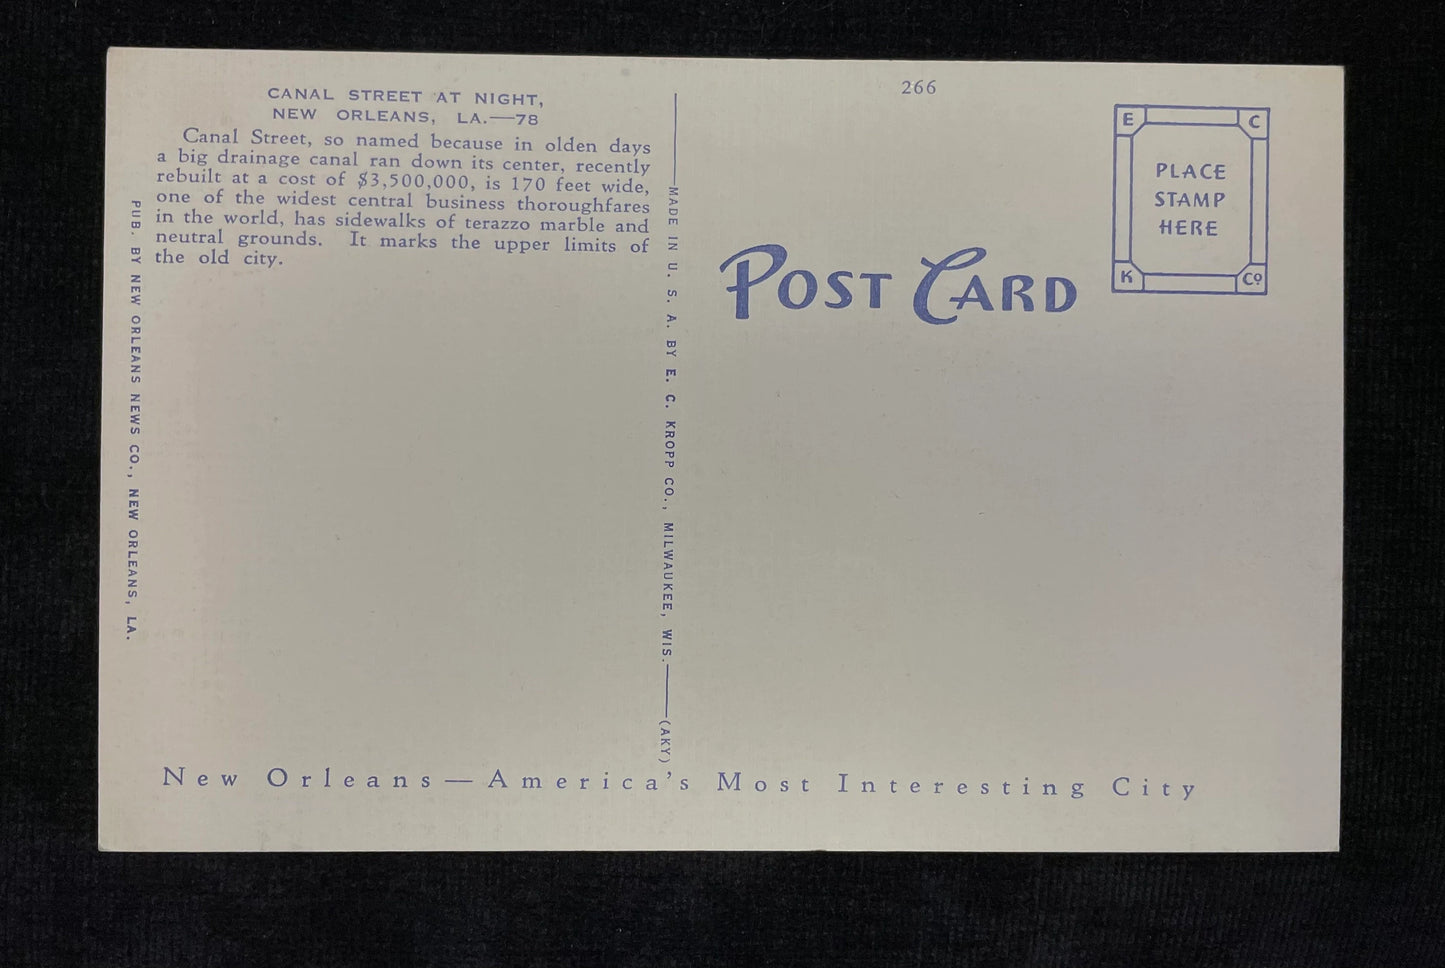 266
CANAL STREET AT NIGHT,
NEW ORLEANS, LA.—78
Canal Street, so named because in olden days
a big drainage canal ran down its center, recently
rebuilt at a cost of $3,500,000, is 170 feet wide,
one of the widest central business thoroughfares
in the world, has sidewalks of terazzo marble and
neutral grounds. It marks the upper limits of
the old city.
PUB. BY NEW ORLEANS NEWS CO., NEW ORLEANS, LA.
MADE IN U. S. A. BY E. C. KROPP CO., MILWAUKEE, WIS.—(AKY)
POST CARD
E C
PLACE
STAMP
HERE
K Co
New Orleans—America's Most Interesting City